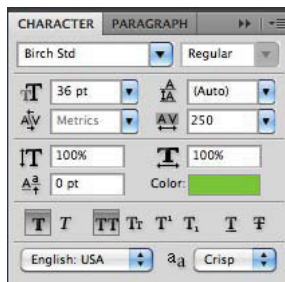 CHARACTER PARAGRAPH
Birch Std Regular
36 pt (Auto)
Metrics 250
100% 100%
0 pt Color:
T T TT Tt T¹ T₁ T T
English: USA aa Crisp